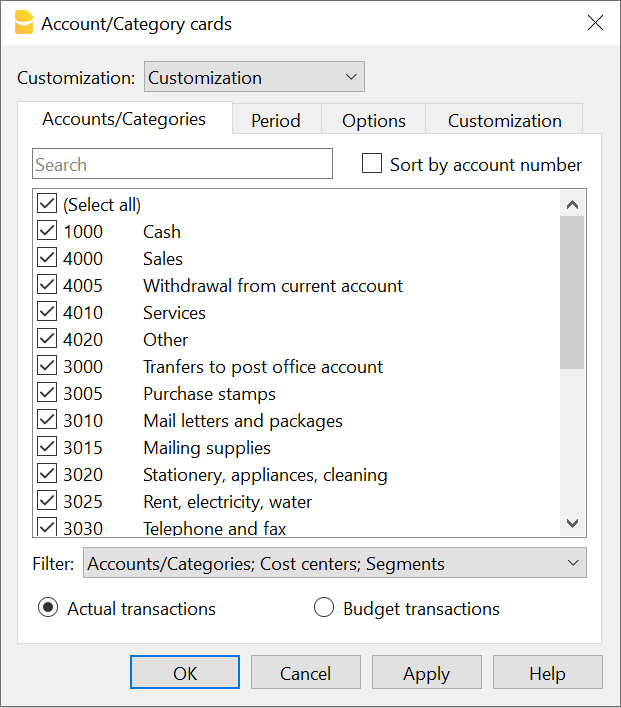 Account/Category cards
Customization: Customization
Accounts/Categories Period Options Customization
Search Sort by account number
(Select all)
1000 Cash
4000 Sales
4005 Withdrawal from current account
4010 Services
4020 Other
3000 Tranfers to post office account
3005 Purchase stamps
3010 Mail letters and packages
3015 Mailing supplies
3020 Stationery, appliances, cleaning
3025 Rent, electricity, water
3030 Telephone and fax
Filter: Accounts/Categories; Cost centers; Segments
Actual transactions Budget transactions
OK Cancel Apply Help